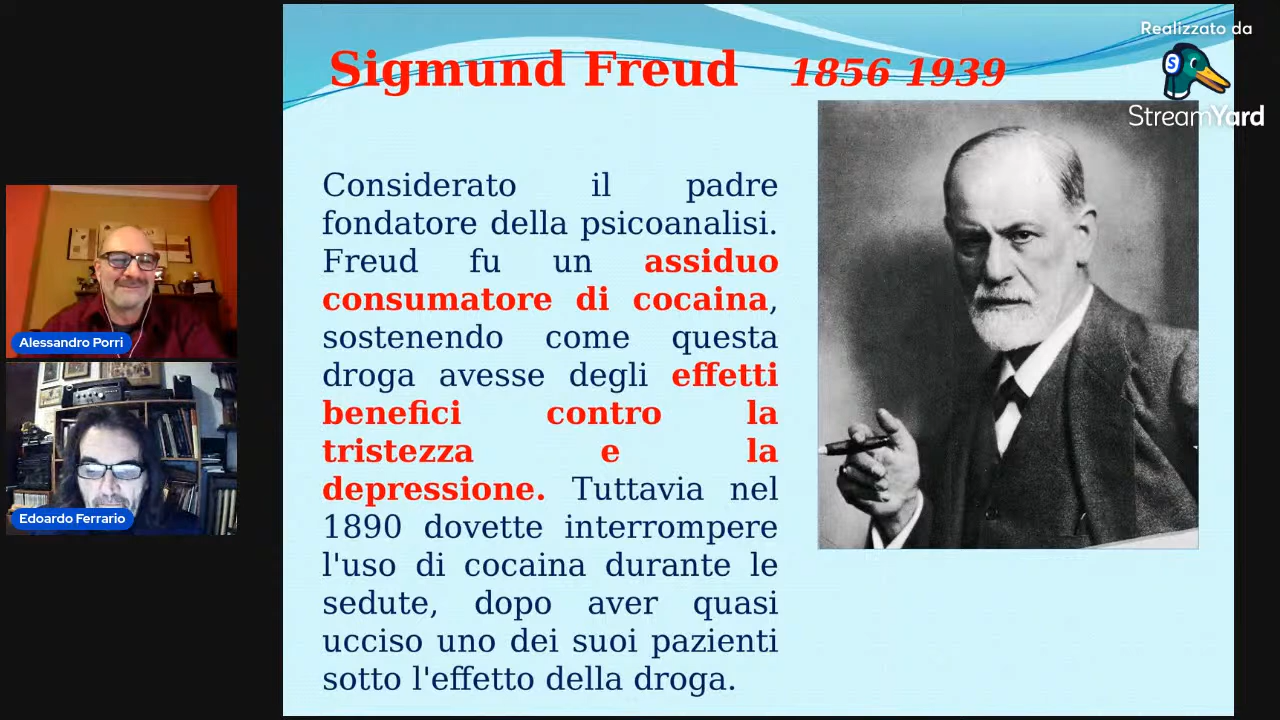 Sigmund Freud 1856 1939
Realizzato da
StreamYard
Considerato il padre
fondatore della psicoanalisi.
Freud fu un assiduo
consumatore di cocaina,
sostenendo come questa
droga avesse degli effetti
benefici contro la
tristezza e la
depressione. Tuttavia nel
1890 dovette interrompere
l'uso di cocaina durante le
sedute, dopo aver quasi
ucciso uno dei suoi pazienti
sotto l'effetto della droga.
Alessandro Porri
Edoardo Ferrario